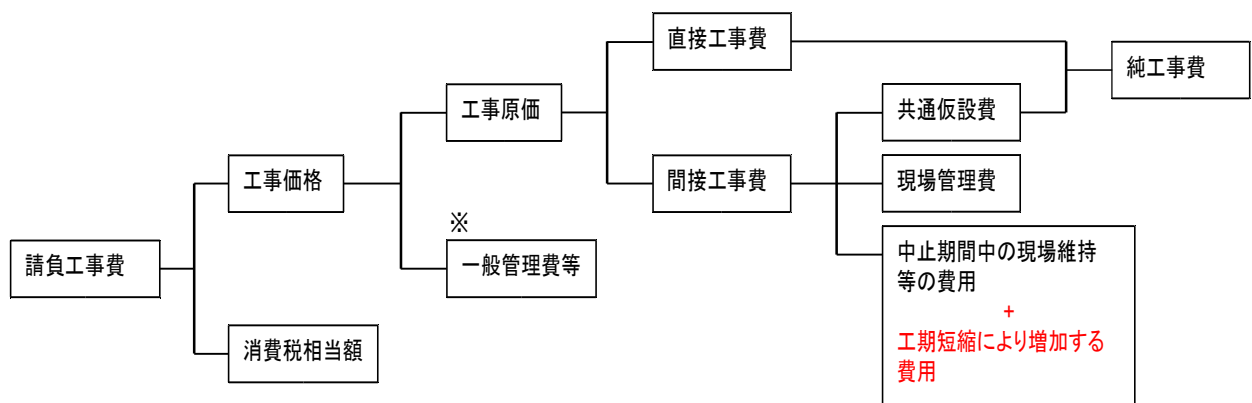 直接工事費
純工事費
工事原価
共通仮設費
工事価格
間接工事費
現場管理費
※
請負工事費
一般管理費等
中止期間中の現場維持
等の費用
+
工期短縮により増加する
費用
消費税相当額